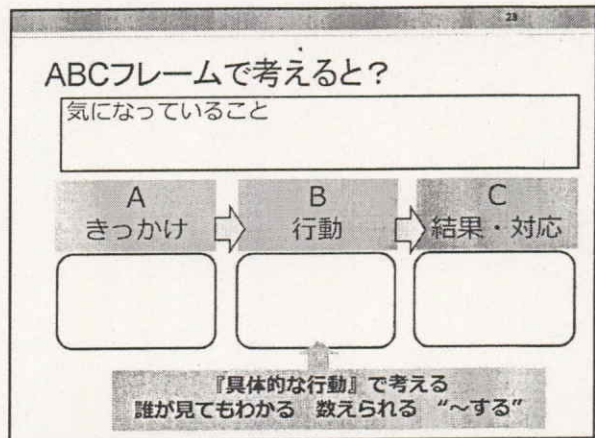 23
ABCフレームで考えると？
気になっていること
A
きっかけ
B
行動
C
結果・対応
『具体的な行動』で考える
誰が見てもわかる 数えられる “～する”